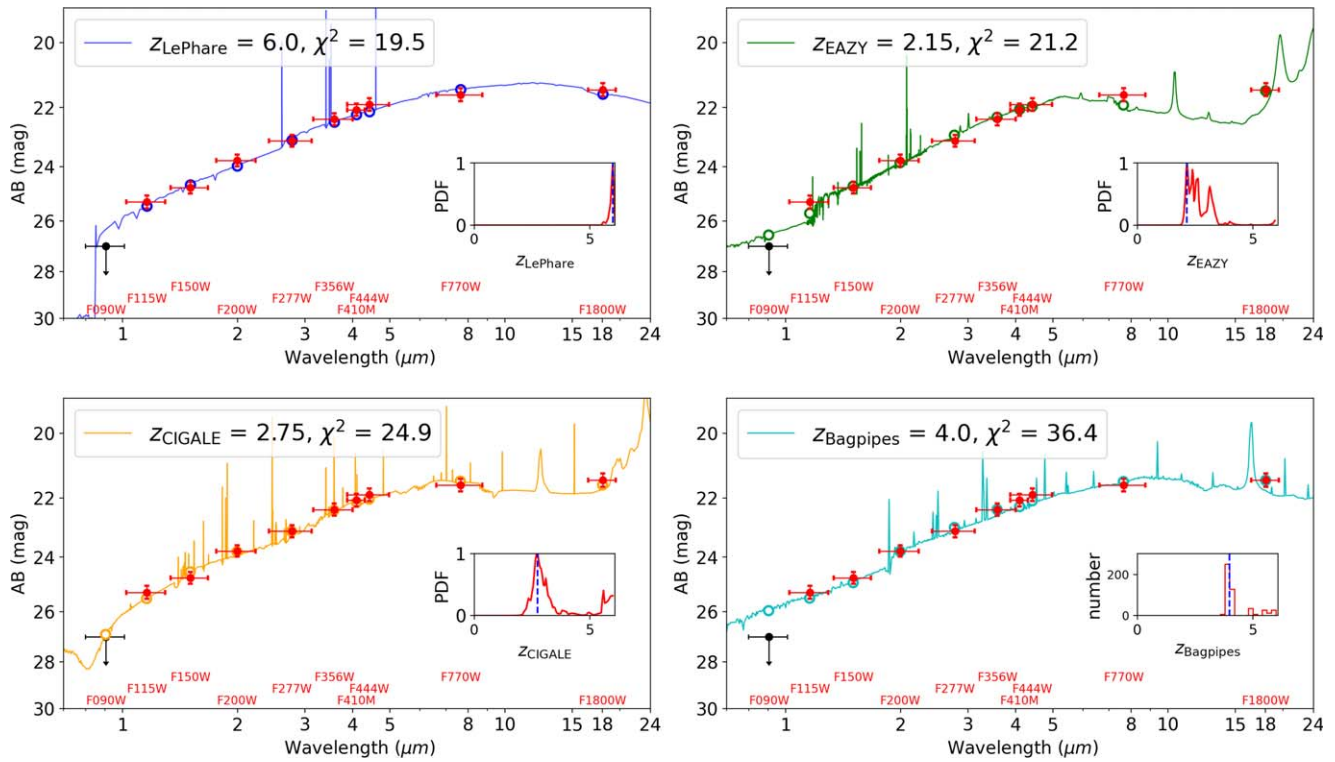 z_LePhare = 6.0, χ² = 19.5
AB (mag)
20
22
24
26
28
30
PDF
1
0
0 5
z_LePhare
F090W F115W F150W F200W F277W F356W F410M F444W F770W F1800W
1 2 3 4 5 8 10 15 18 24
Wavelength (μm)
z_EAZY = 2.15, χ² = 21.2
AB (mag)
20
22
24
26
28
30
PDF
1
0
0 5
z_EAZY
F090W F115W F150W F200W F277W F356W F410M F444W F770W F1800W
1 2 3 4 5 8 10 15 18 24
Wavelength (μm)
z_CIGALE = 2.75, χ² = 24.9
AB (mag)
20
22
24
26
28
30
PDF
1
0
0 5
z_CIGALE
F090W F115W F150W F200W F277W F356W F410M F444W F770W F1800W
1 2 3 4 5 8 10 15 18 24
Wavelength (μm)
z_Bagpipes = 4.0, χ² = 36.4
AB (mag)
20
22
24
26
28
30
number
200
0
0 5
z_Bagpipes
F090W F115W F150W F200W F277W F356W F410M F444W F770W F1800W
1 2 3 4 5 8 10 15 18 24
Wavelength (μm)